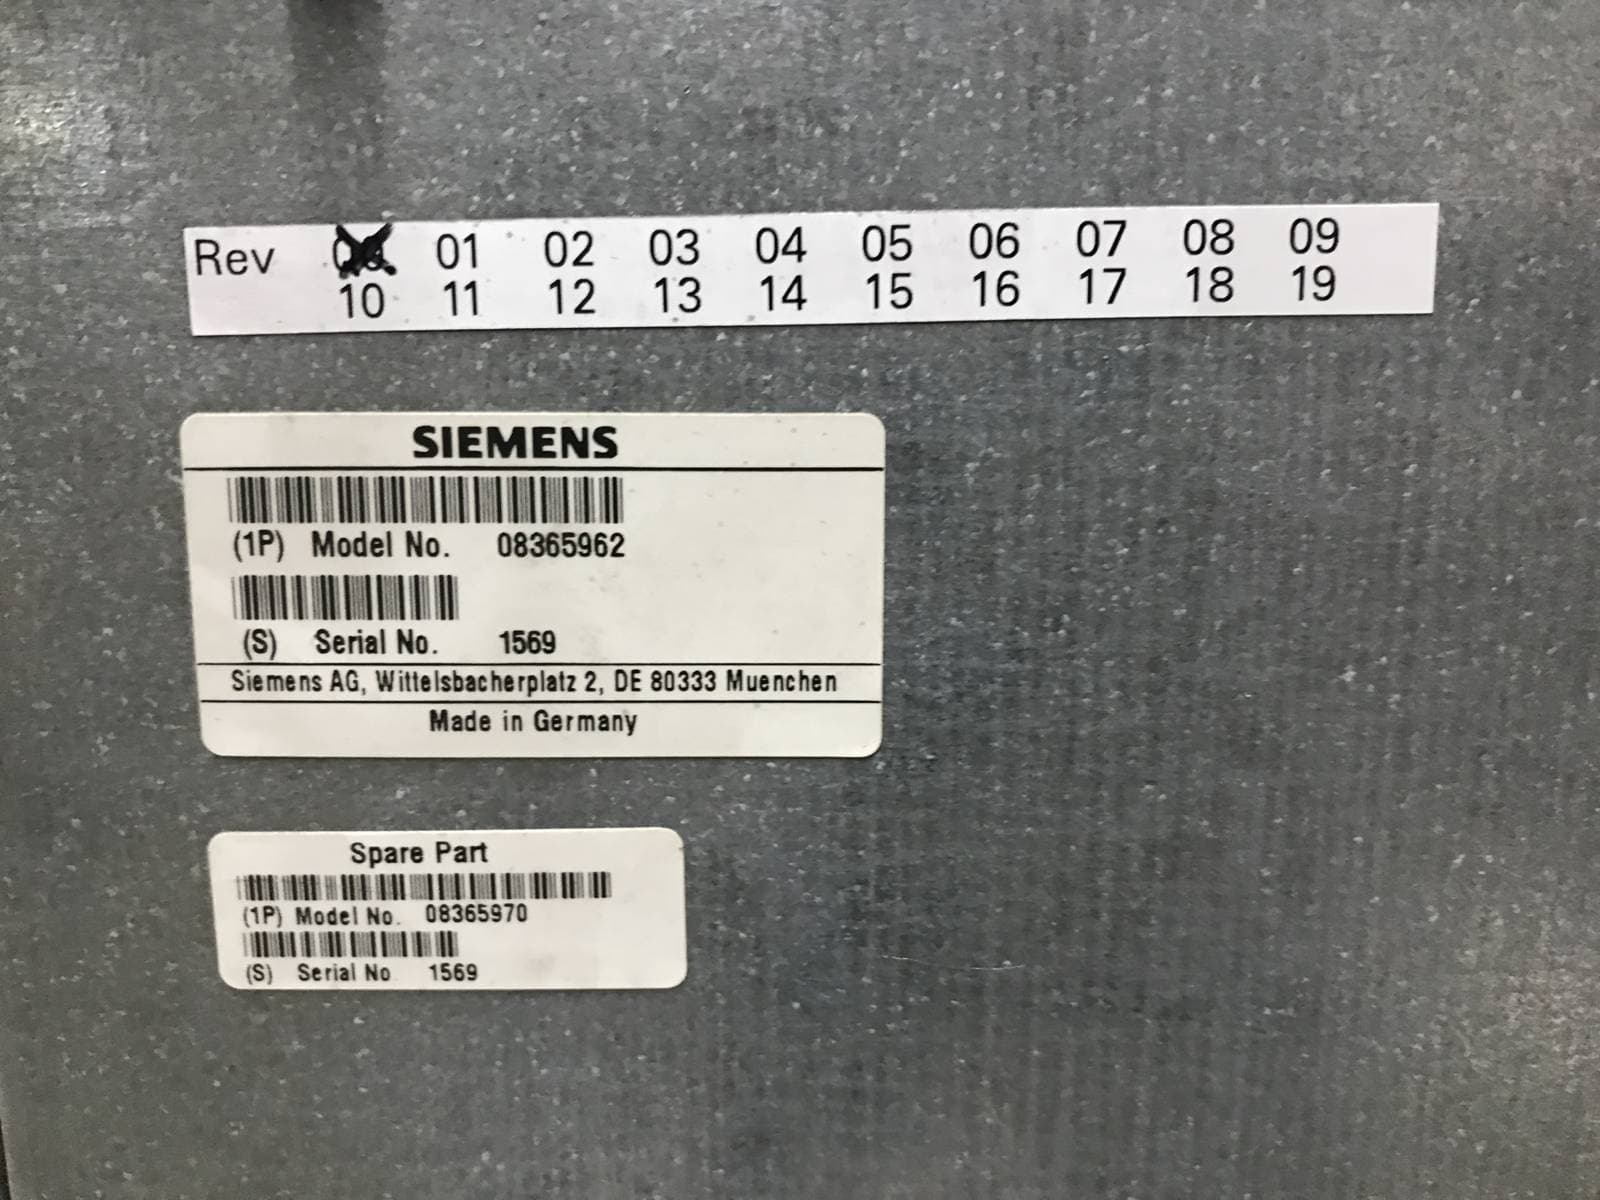 Rev 00 01 02 03 04 05 06 07 08 09
10 11 12 13 14 15 16 17 18 19
SIEMENS
(1P) Model No. 08365962
(S) Serial No. 1569
Siemens AG, Wittelsbacherplatz 2, DE 80333 Muenchen
Made in Germany
Spare Part
(1P) Model No. 08365970
(S) Serial No 1569